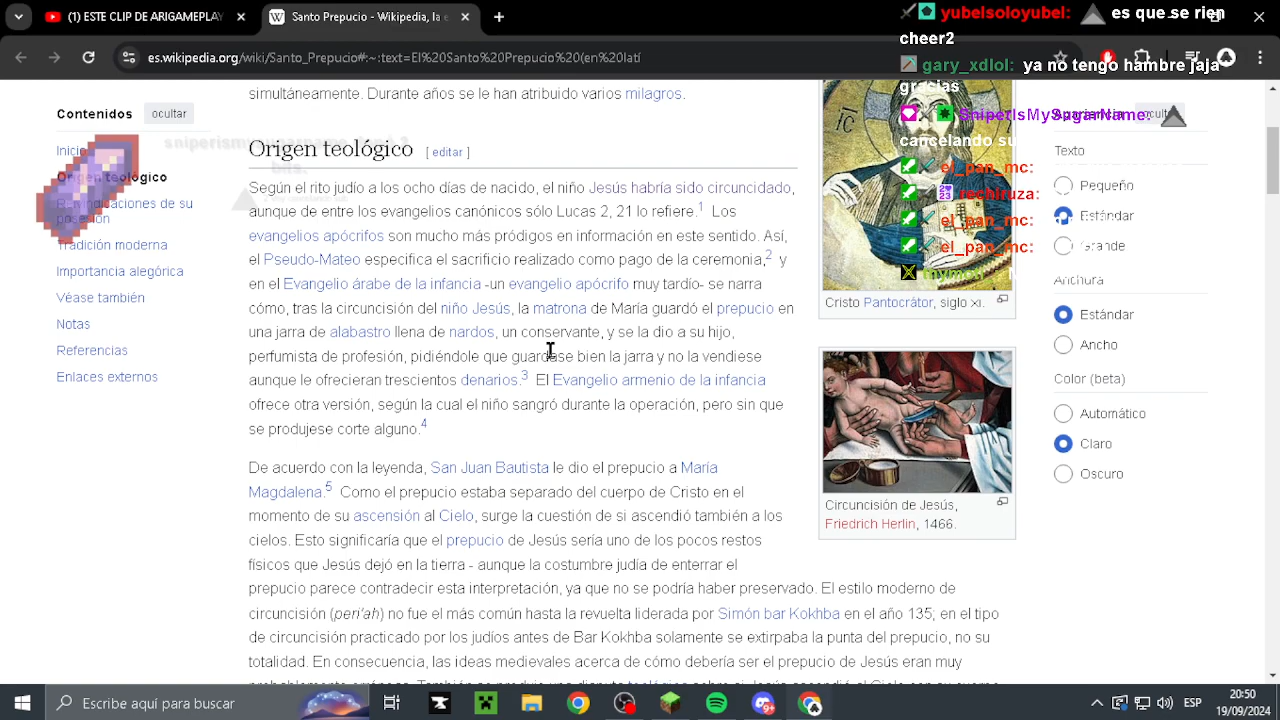 (1) ESTE CLIP DE ARIGAMEPLAY
Santo Prepucio - Wikipedia, la e
es.wikipedia.org/wiki/Santo_Prepucio#:~:text=El%20Santo%20Prepucio%20(en%20lat
yubelsoloyubel: es que se rien
cheer2
gary_xdlol: ya no tengo hambre jaja
gracias
SniperIsMySugarName:
cancelando su
el_pan_mc:
rechiruza:
el_pan_mc:
el_pan_mc:
Contenidos
ocultar
Inicio
Origen teológico
Reivindicaciones de su
posesión
Tradición moderna
Importancia alegórica
Véase también
Notas
Referencias
Enlaces externos
simultáneamente. Durante años se le han atribuido varios milagros.
Origen teológico [ editar ]
Según el rito judío a los ocho días de nacido, el niño Jesús habría sido circuncidado,
aunque de entre los evangelios canónicos sólo Lucas 2, 21 lo refiere.1 Los
evangelios apócrifos son mucho más pródigos en información en este sentido. Así,
el Pseudo Mateo especifica el sacrificio realizado como pago de la ceremonia,2 y
en el Evangelio árabe de la infancia -un evangelio apócrifo muy tardío- se narra
cómo, tras la circuncisión del niño Jesús, la matrona de María guardó el prepucio en
una jarra de alabastro llena de nardos, un conservante, y se la dio a su hijo,
perfumista de profesión, pidiéndole que guardase bien la jarra y no la vendiese
aunque le ofrecieran trescientos denarios.3 El Evangelio armenio de la infancia
ofrece otra versión, según la cual el niño sangró durante la operación, pero sin que
se produjese corte alguno.4
De acuerdo con la leyenda, San Juan Bautista le dio el prepucio a María
Magdalena.5 Como el prepucio estaba separado del cuerpo de Cristo en el
momento de su ascensión al Cielo, surge la cuestión de si ascendió también a los
cielos. Esto significaría que el prepucio de Jesús sería uno de los pocos restos
físicos que Jesús dejó en la tierra - aunque la costumbre judía de enterrar el
prepucio parece contradecir esta interpretación, ya que no se podría haber preservado. El estilo moderno de
circuncisión (peri'ah) no fue el más común hasta la revuelta liderada por Simón bar Kokhba en el año 135; en el tipo
de circuncisión practicado por los judíos antes de Bar Kokhba solamente se extirpaba la punta del prepucio, no su
totalidad. En consecuencia, las ideas medievales acerca de cómo debería ser el prepucio de Jesús eran muy
Cristo Pantocrátor, siglo XI.
Circuncisión de Jesús,
Friedrich Herlin, 1466.
Texto
Pequeño
Estándar
Grande
Anchura
Estándar
Ancho
Color (beta)
Automático
Claro
Oscuro
Escribe aquí para buscar
ESP
20:50
19/09/2024